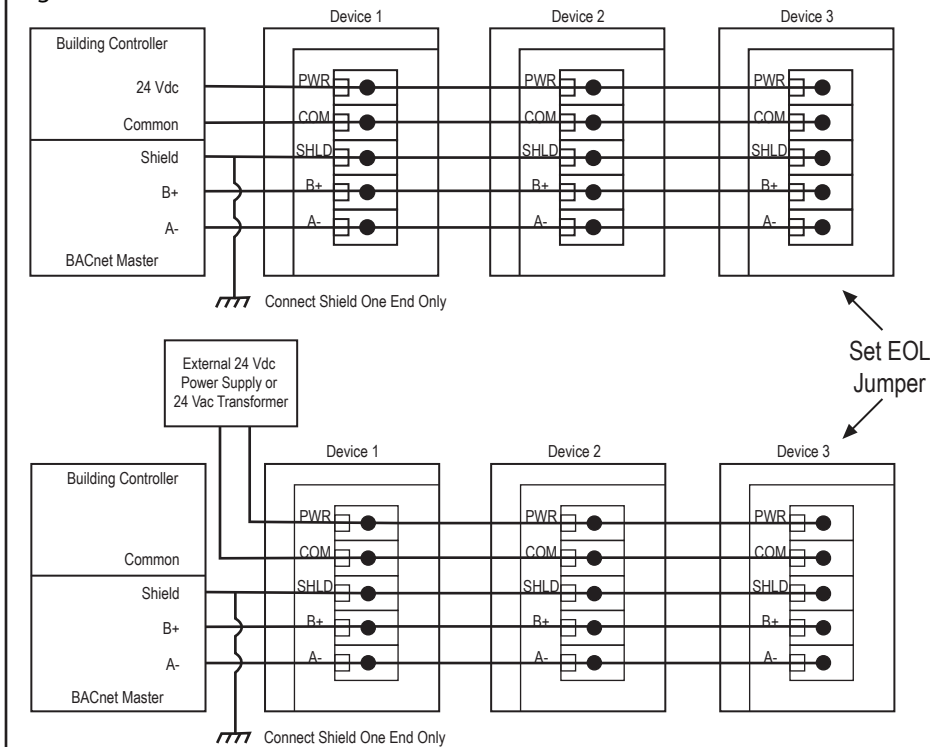 Device 1
Device 2
Device 3
Building Controller
24 Vdc
Common
Shield
B+
A-
BACnet Master
PWR
COM
SHLD
B+
A-
PWR
COM
SHLD
B+
A-
PWR
COM
SHLD
B+
A-
Connect Shield One End Only
Set EOL
Jumper
External 24 Vdc
Power Supply or
24 Vac Transformer
Device 1
Device 2
Device 3
Building Controller
Common
Shield
B+
A-
BACnet Master
PWR
COM
SHLD
B+
A-
PWR
COM
SHLD
B+
A-
PWR
COM
SHLD
B+
A-
Connect Shield One End Only